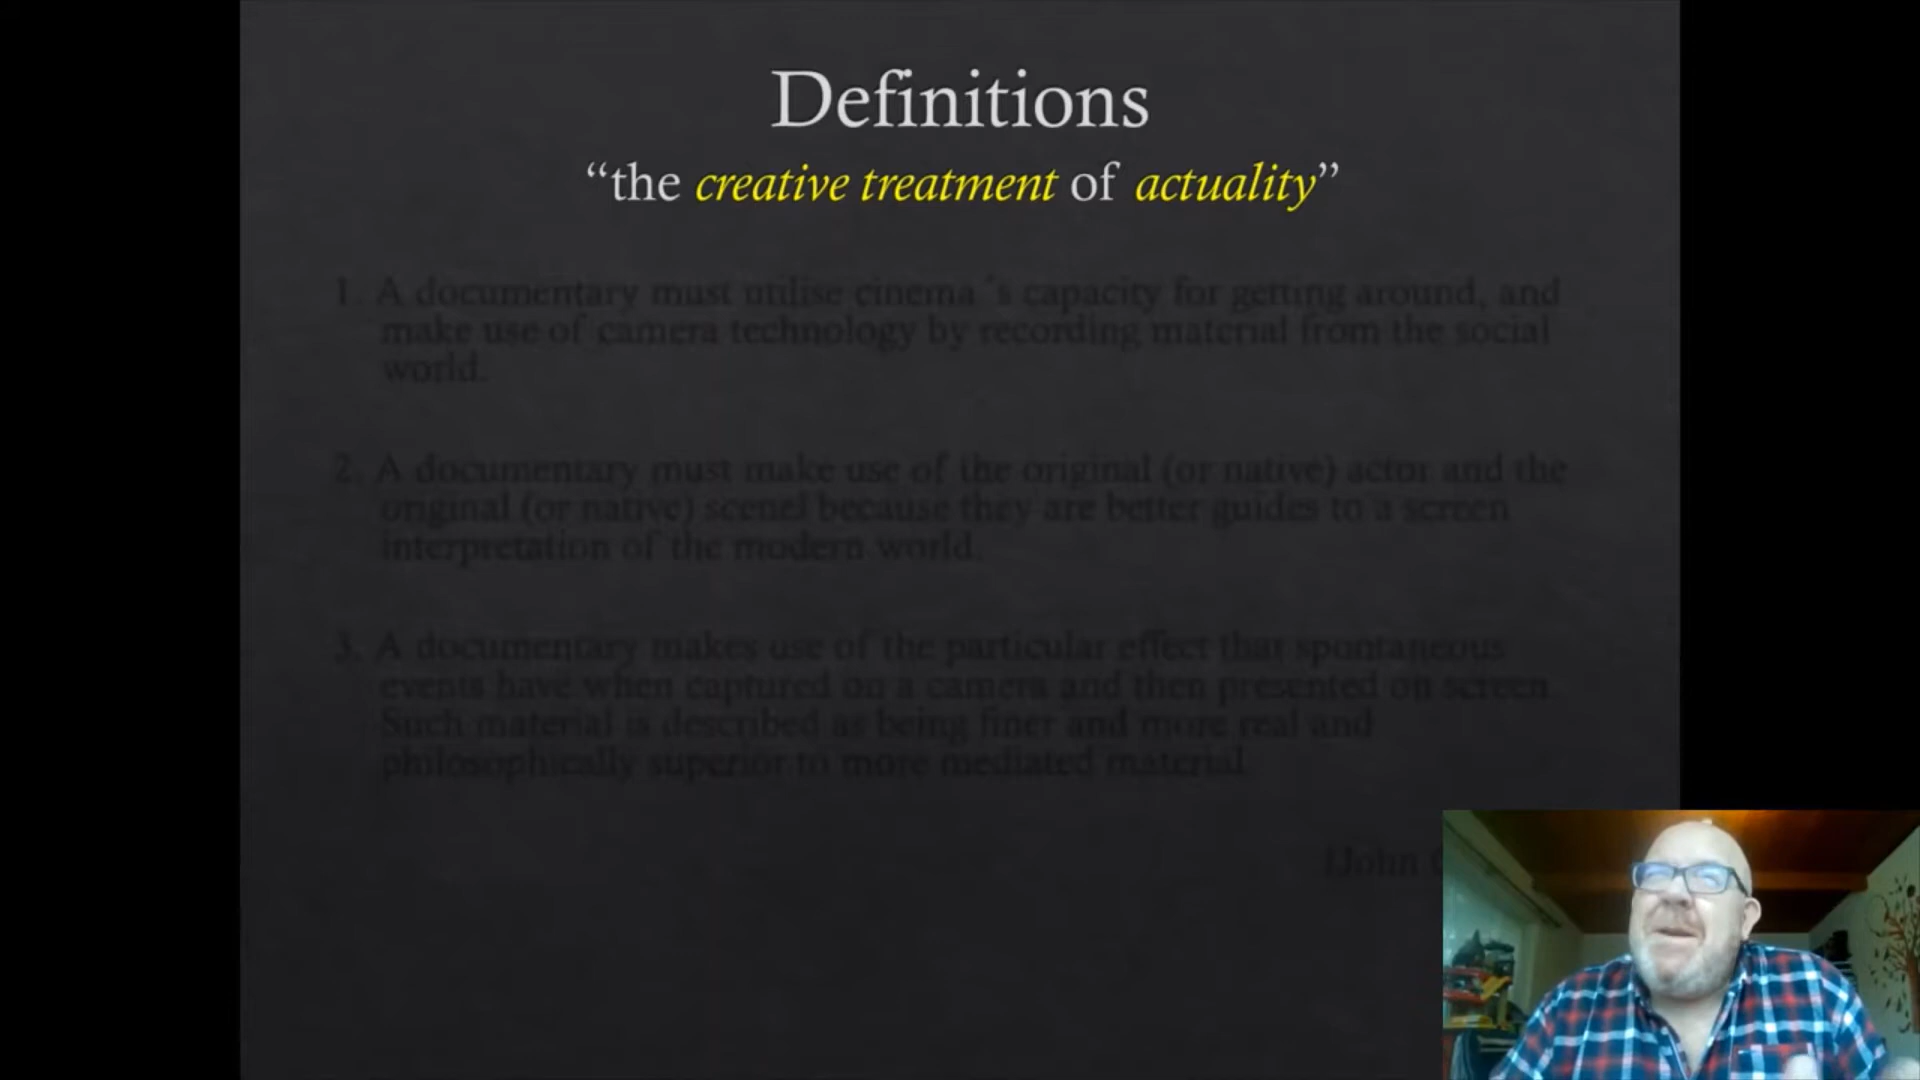 Definitions
“the creative treatment of actuality”
1. A documentary must utilise cinema´s capacity for getting around, and
make use of camera technology by recording material from the social
world.
2. A documentary must make use of the original (or native) actor and the
original (or native) scenel because they are better guides to a screen
interpretation of the modern world.
3. A documentary makes use of the particular effect that spontaneous
events have when captured on a camera and then presented on screen.
Such material is described as being finer and more real and
philosophically superior to more mediated material.